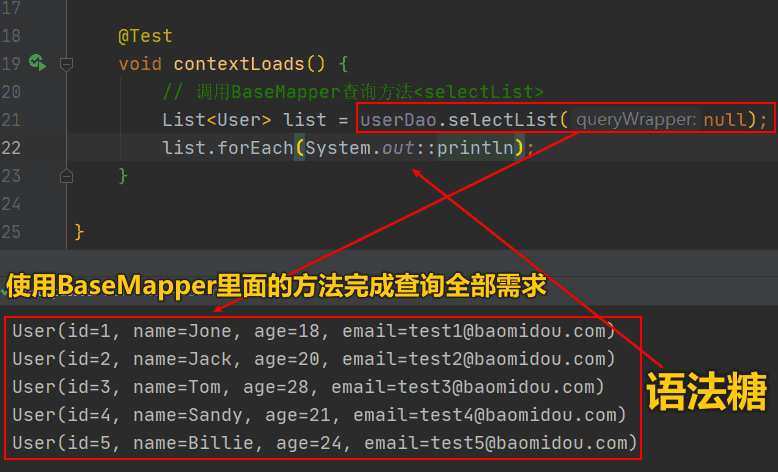 17
18 @Test
19 void contextLoads() {
20 // 调用BaseMapper查询方法<selectList>
21 List<User> list = userDao.selectList( queryWrapper: null);
22 list.forEach(System.out::println);
23 }
24
25 }
使用BaseMapper里面的方法完成查询全部需求
User(id=1, name=Jone, age=18, email=test1@baomidou.com)
User(id=2, name=Jack, age=20, email=test2@baomidou.com)
User(id=3, name=Tom, age=28, email=test3@baomidou.com)
User(id=4, name=Sandy, age=21, email=test4@baomidou.com)
User(id=5, name=Billie, age=24, email=test5@baomidou.com)
语法糖